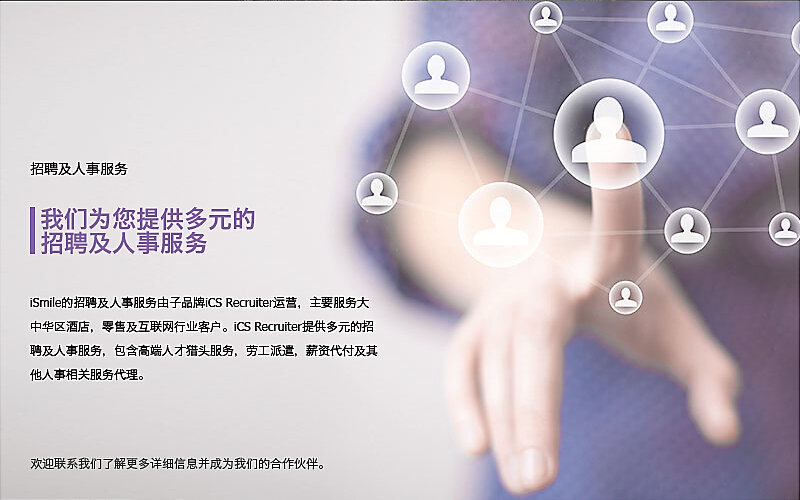 招聘及人事服务
我们为您提供多元的
招聘及人事服务
iSmile的招聘及人事服务由子品牌iCS Recruiter运营，主要服务大
中华区酒店，零售及互联网行业客户。iCS Recruiter提供多元的招
聘及人事服务，包含高端人才猎头服务，劳工派遣，薪资代付及其
他人事相关服务代理。
欢迎联系我们了解更多详细信息并成为我们的合作伙伴。